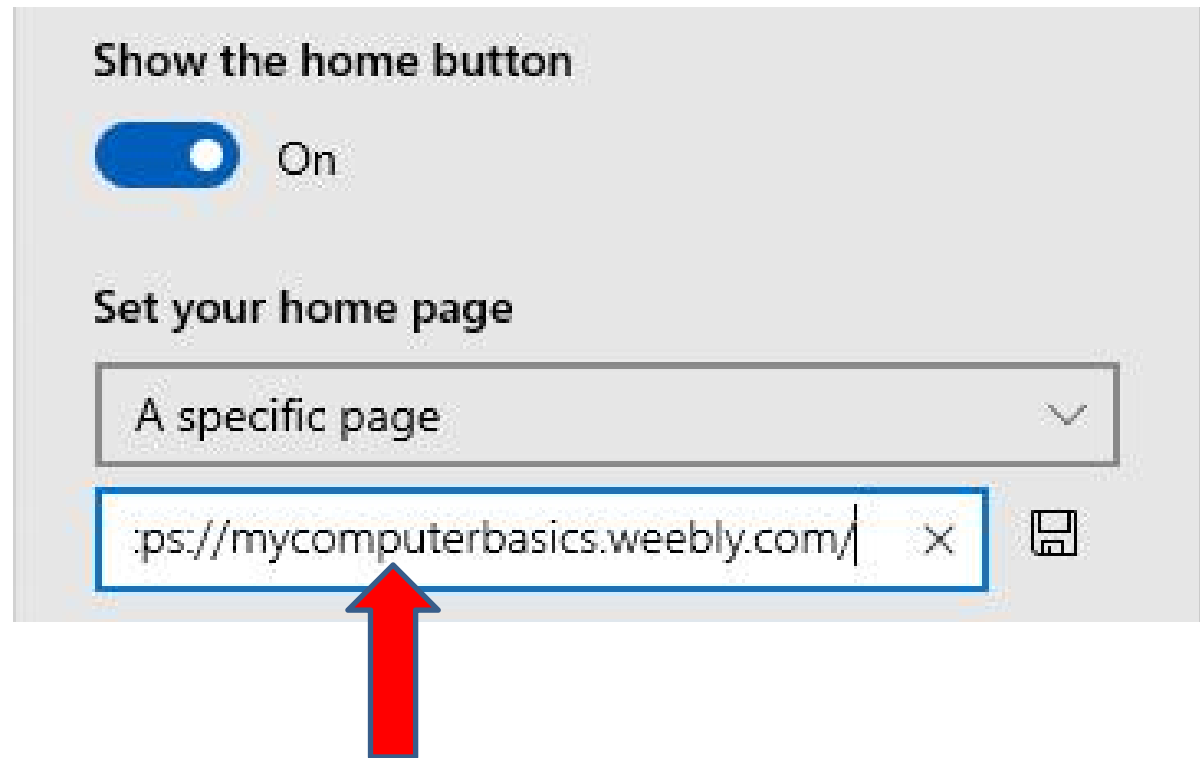 Show the home button
On
Set your home page
A specific page
:ps://mycomputerbasics.weebly.com/